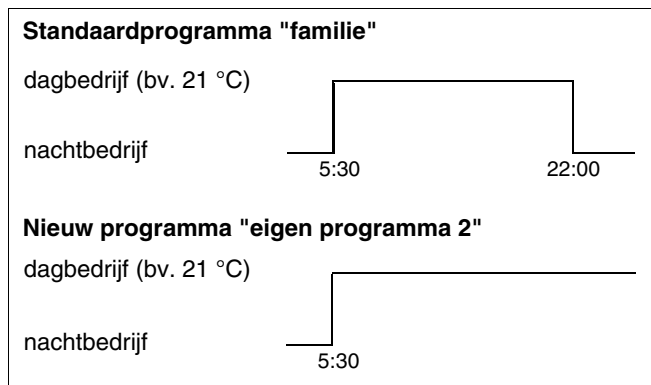 Standaardprogramma "familie"
dagbedrijf (bv. 21 °C)
nachtbedrijf
5:30 22:00
Nieuw programma "eigen programma 2"
dagbedrijf (bv. 21 °C)
nachtbedrijf
5:30